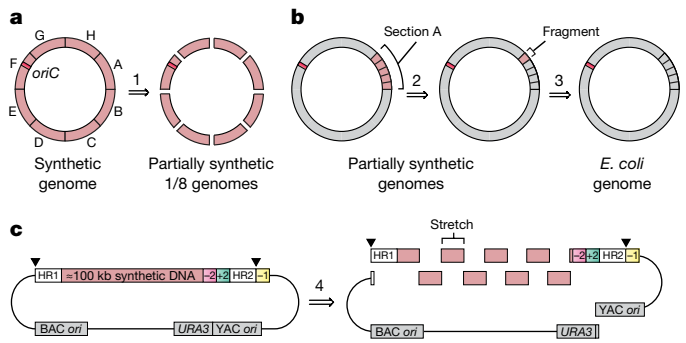 a
G H
F A
oriC
E B
D C
1
Synthetic
genome
Partially synthetic
1/8 genomes
b
Section A
Fragment
2
3
Partially synthetic
genomes
E. coli
genome
c
HR1 ≈100 kb synthetic DNA -2 +2 HR2 -1
BAC ori URA3 YAC ori
4
Stretch
HR1 -2 +2 HR2 -1
YAC ori
BAC ori URA3